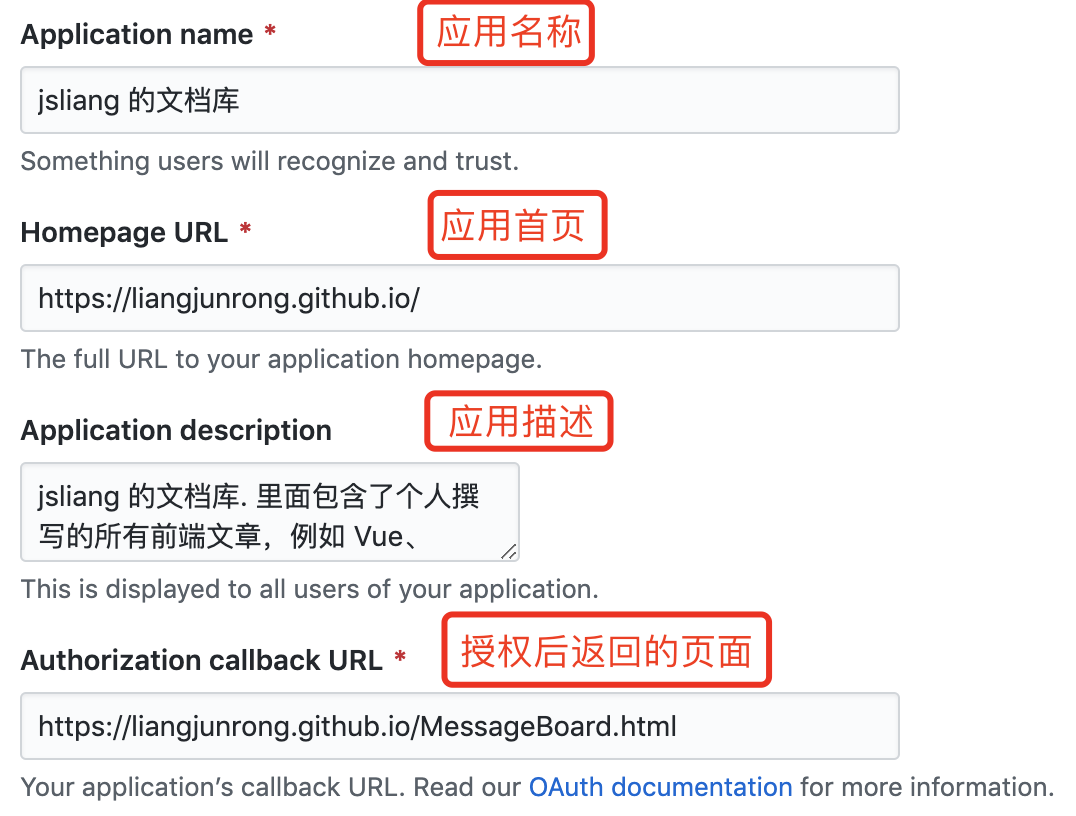 Application name *
应用名称
jsliang 的文档库
Something users will recognize and trust.
Homepage URL *
应用首页
https://liangjunrong.github.io/
The full URL to your application homepage.
Application description
应用描述
jsliang 的文档库. 里面包含了个人撰
写的所有前端文章，例如 Vue、
This is displayed to all users of your application.
Authorization callback URL *
授权后返回的页面
https://liangjunrong.github.io/MessageBoard.html
Your application’s callback URL. Read our OAuth documentation for more information.